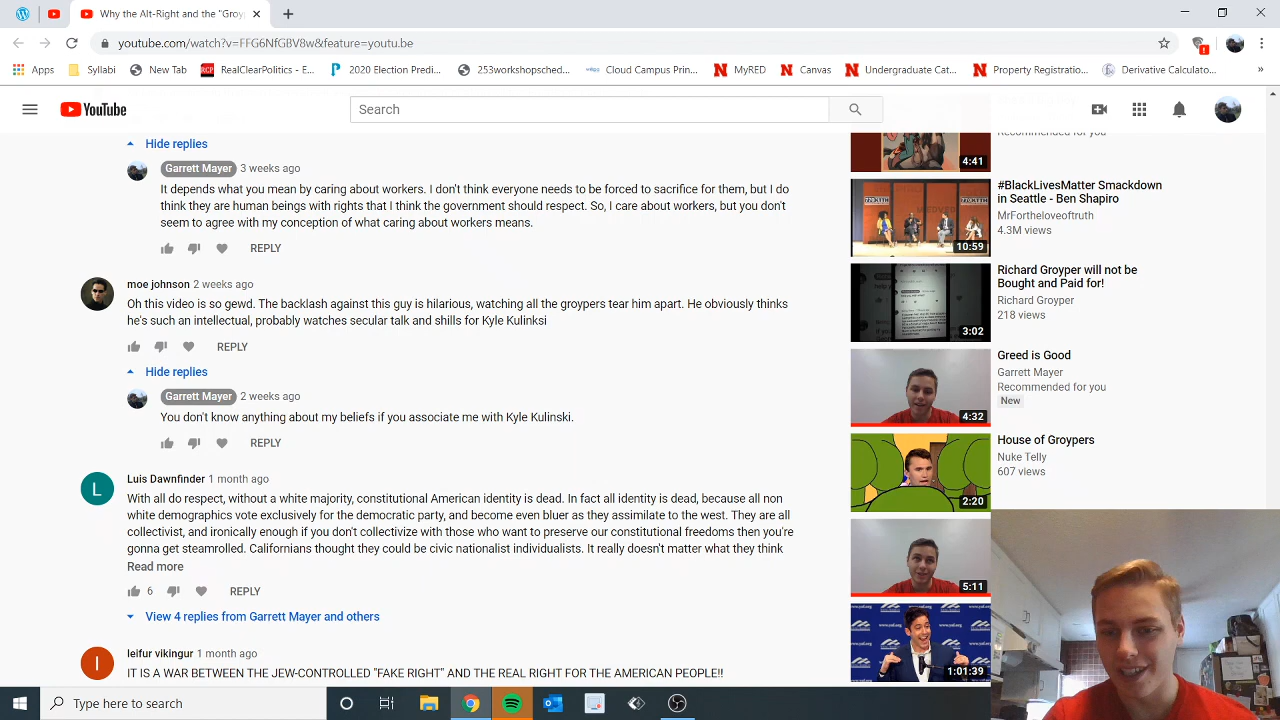 Why the Alt-Right and the "Groy
youtube.com/watch?v=FFG6NfGBV8w&feature=youtu.be
Apps Syllabi New Tab RealClearPolitics - E... 2020 Election Predi... 253wworkshopsched... Cloud Campus Prin... MyRED Canvas Undergraduate Cat... Property Registratio... Derivative Calculato... »
YouTube
Search
Hide replies
Garrett Mayer 3 weeks ago
It depends what you mean by caring about workers. I don't think everyone needs to be forced to sacrifice for them, but I do
think they are human beings with rights that I think the government should respect. So, I care about workers, but you don't
seem to agree with my conception of what caring about workers means.
REPLY
moe 2 weeks ago
Oh this video is so The backlash against this guy is hilarious, watching all the groypers tear him apart. He obviously thinks
he's such an intellectual, probably watches secular talk and shills for Kyle Kulinksi
REPLY
Hide replies
Garrett Mayer 2 weeks ago
You don't know anything about my beliefs if you associate me with Kyle Kulinski.
REPLY
L
Luis Dawnfinder 1 month ago
With all do respect, without a white majority, constitutional American identity is dead. In fact all identity is dead, because all non
white demographics vote massively for the democratic party, and become even bluer as they assimilate to the west. They are all
collectivist, and ironically enough if you don't collectivize with those who want to preserve our constitutional freedoms then you're
gonna get steamrolled. Californians thought they could be civic nationalist individualists. It really doesn't matter what they think
Read more
6 REPLY
View 4 replies from Garrett Mayer and others
1 month ago
IT IS A WAR BETWEEN THE "FAKE RIGHT" AND THE REAL RIGHT FOR THE AMERICAN PEOPLE!!
Recommended for you
4:41
#BlackLivesMatter Smackdown
in Seattle - Ben Shapiro
MrFortheloveoftruth
4.3M views
10:59
Richard Groyper will not be
Bought and Paid for!
Richard Groyper
218 views
3:02
Greed is Good
Garrett Mayer
Recommended for you
New
4:32
House of Groypers
Nuke Telly
607 views
2:20
5:11
1:01:39
Type here to search